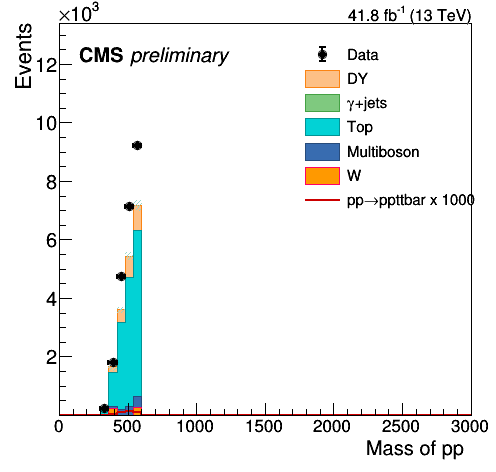 ×10³
41.8 fb⁻¹ (13 TeV)
Events
CMS preliminary
Data
DY
γ+jets
Top
Multiboson
W
pp→ppttbar x 1000
12
10
8
6
4
2
0 500 1000 1500 2000 2500 3000
Mass of pp